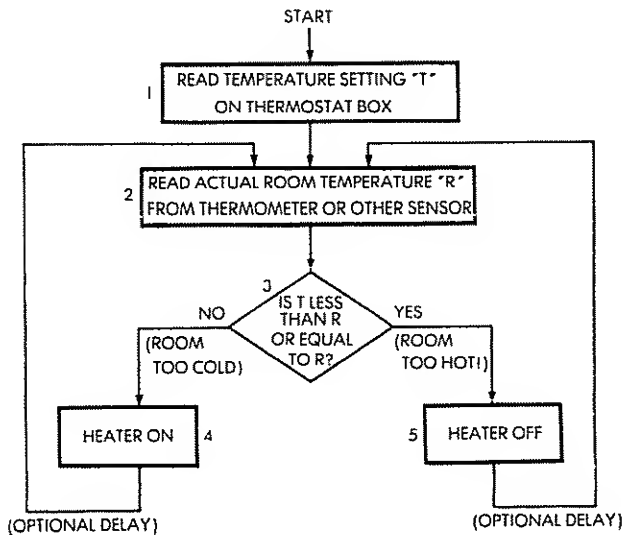 START
1
READ TEMPERATURE SETTING "T"
ON THERMOSTAT BOX
2
READ ACTUAL ROOM TEMPERATURE "R"
FROM THERMOMETER OR OTHER SENSOR
3
IS T LESS
THAN R
OR EQUAL
TO R?
NO
(ROOM
TOO COLD)
YES
(ROOM
TOO HOT!)
HEATER ON
4
5
HEATER OFF
(OPTIONAL DELAY)
(OPTIONAL DELAY)